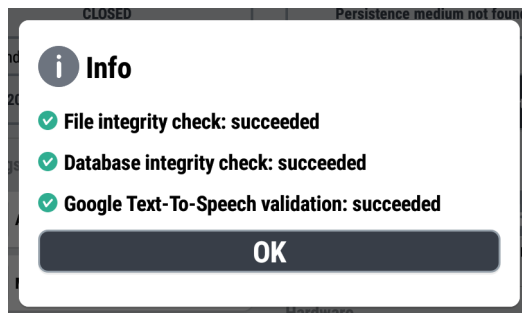 CLOSED
Persistence medium not foun
Info
File integrity check: succeeded
Database integrity check: succeeded
Google Text-To-Speech validation: succeeded
OK
Hardware